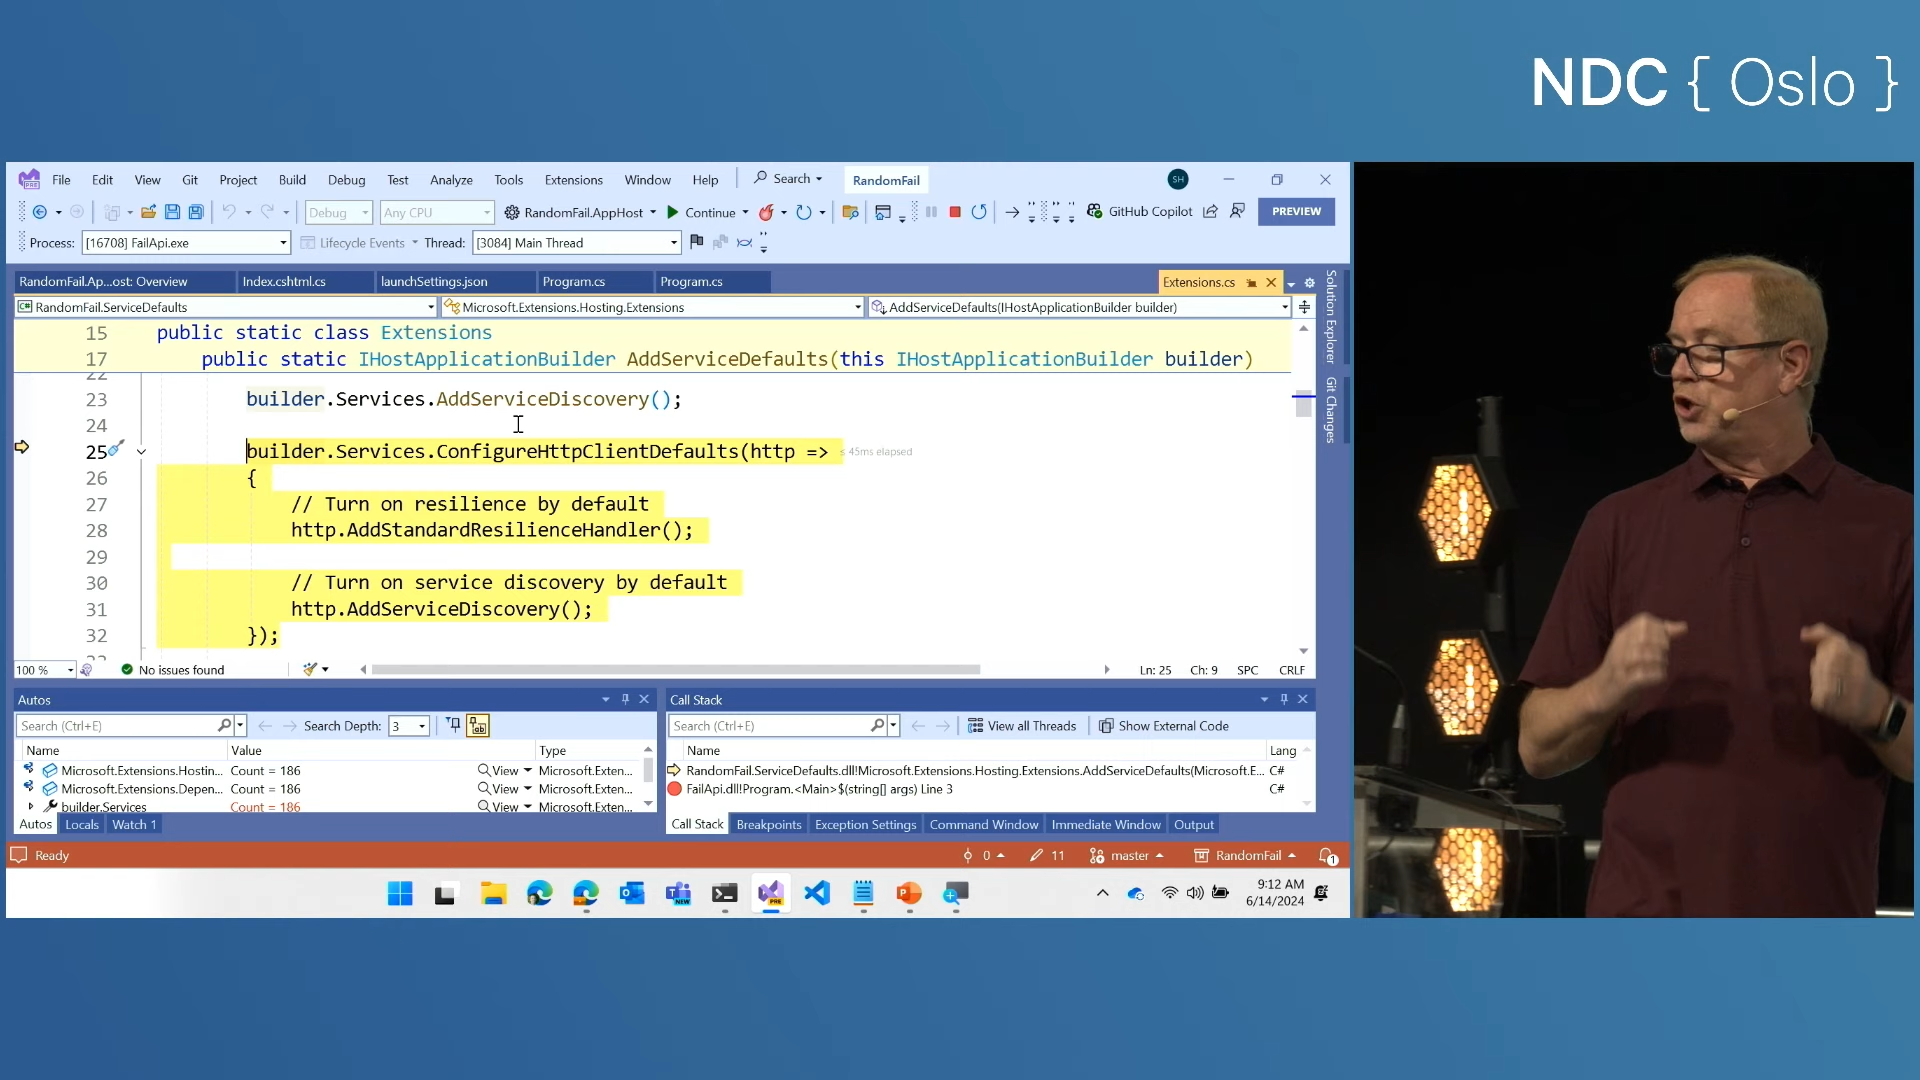 NDC { Oslo }
File Edit View Git Project Build Debug Test Analyze Tools Extensions Window Help Search RandomFail SH
Debug Any CPU RandomFail.AppHost Continue GitHub Copilot PREVIEW
Process: [16708] FailApi.exe Lifecycle Events Thread: [3084] Main Thread
RandomFail.Ap...ost: Overview Index.cshtml.cs launchSettings.json Program.cs Program.cs Extensions.cs
RandomFail.ServiceDefaults Microsoft.Extensions.Hosting.Extensions AddServiceDefaults(IHostApplicationBuilder builder)
Solution Explorer
Git Changes
15 public static class Extensions
17 public static IHostApplicationBuilder AddServiceDefaults(this IHostApplicationBuilder builder)
22
23 builder.Services.AddServiceDiscovery();
24
25 builder.Services.ConfigureHttpClientDefaults(http => ≤ 45ms elapsed
26 {
27 // Turn on resilience by default
28 http.AddStandardResilienceHandler();
29
30 // Turn on service discovery by default
31 http.AddServiceDiscovery();
32 });
100 % No issues found Ln: 25 Ch: 9 SPC CRLF
Autos
Search (Ctrl+E) Search Depth: 3
Name Value Type
Microsoft.Extensions.Hostin... Count = 186 View Microsoft.Exten...
Microsoft.Extensions.Depen... Count = 186 View Microsoft.Exten...
builder.Services Count = 186 View Microsoft.Exten...
Autos Locals Watch 1
Call Stack
Search (Ctrl+E) View all Threads Show External Code
Name Lang
RandomFail.ServiceDefaults.dll!Microsoft.Extensions.Hosting.Extensions.AddServiceDefaults(Microsoft.E... C#
FailApi.dll!Program.<Main>$(string[] args) Line 3 C#
Call Stack Breakpoints Exception Settings Command Window Immediate Window Output
Ready 0 11 master RandomFail 1
9:12 AM
6/14/2024